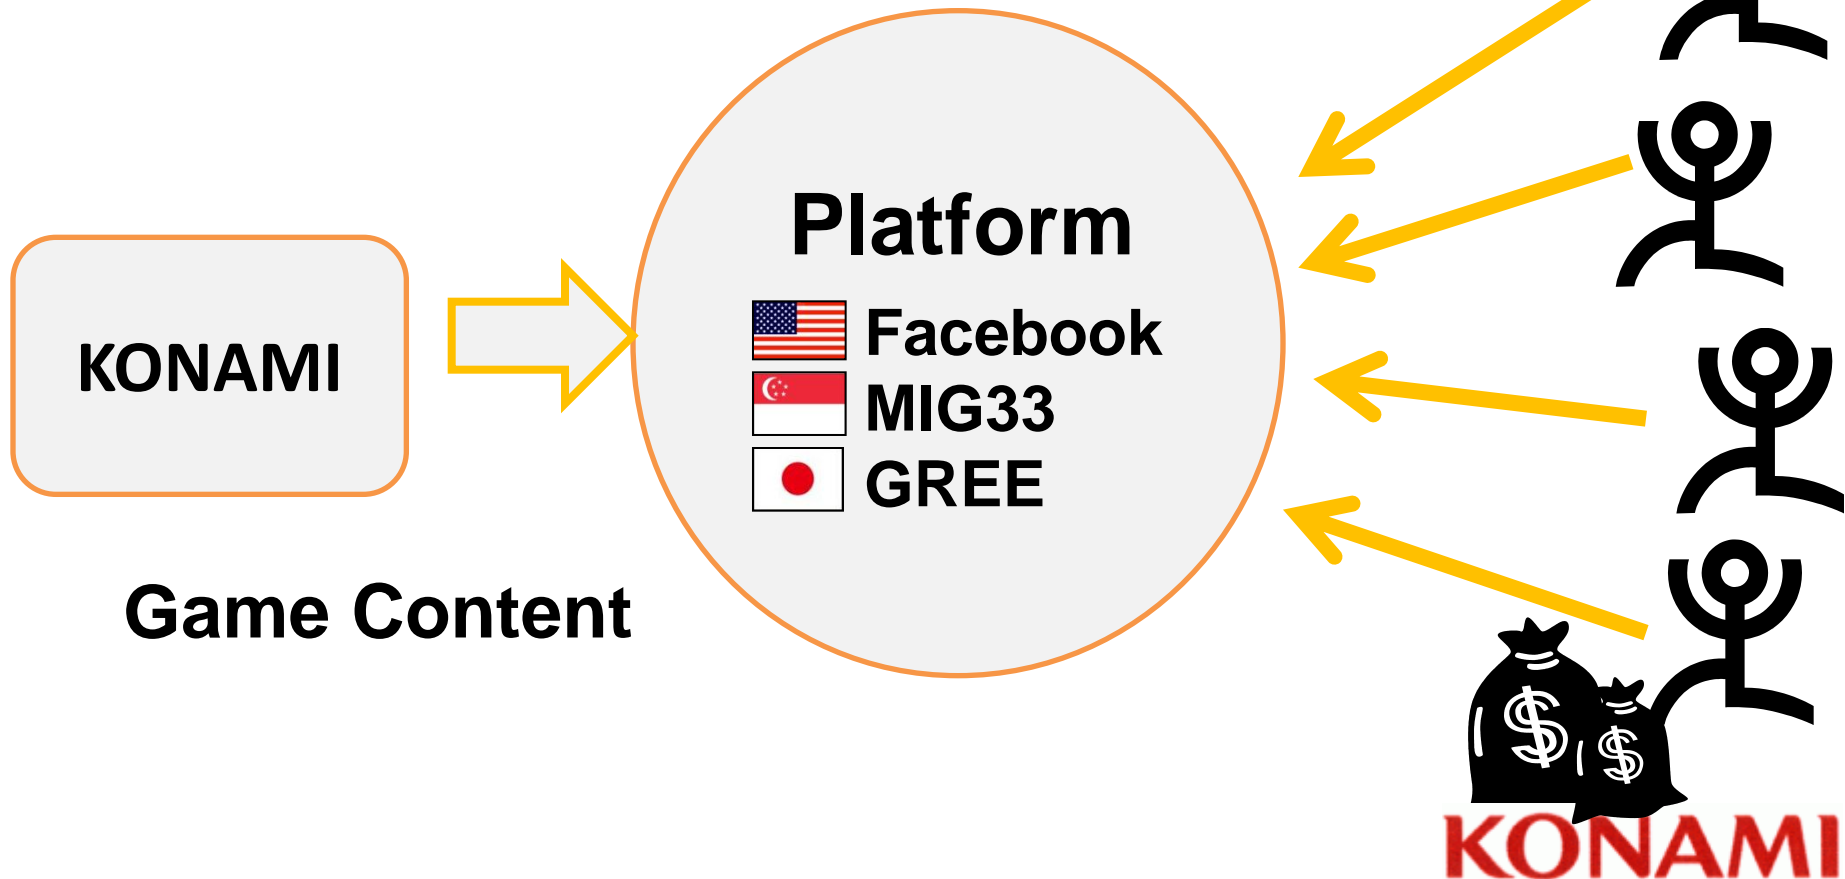 Platform
KONAMI
Facebook
MIG33
GREE
Game Content
$
$
KONAMI